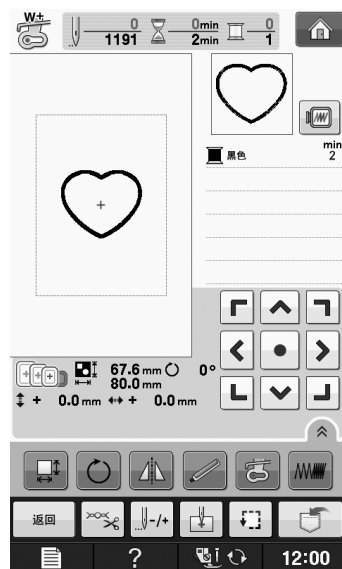 W+
0
1191
0min
2min
0
1
min
黒色 2
67.6 mm 0°
80.0 mm
+ 0.0 mm + 0.0 mm
返回
-/+
?
12:00